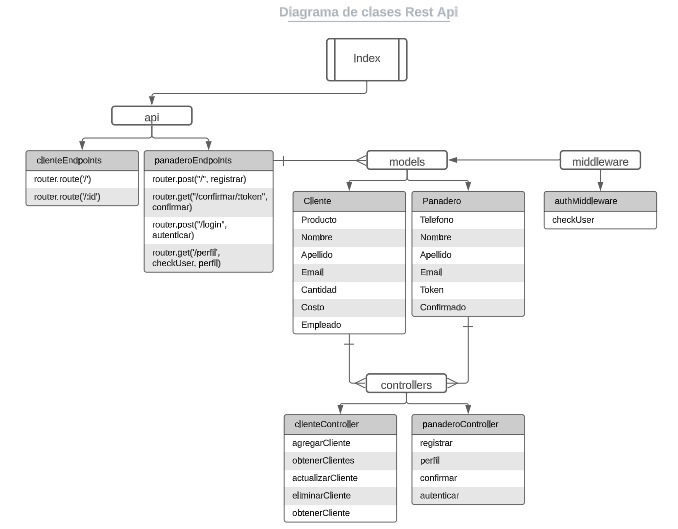 Diagrama de clases Rest Api
Index
api
clienteEndpoints
router.route('/')
router.route('/:id')
panaderoEndpoints
router.post("/", registrar)
router.get("/confirmar/:token",
confirmar)
router.post("/login",
autenticar)
router.get('/perfil',
checkUser, perfil)
models
middleware
Cliente
Producto
Nombre
Apellido
Email
Cantidad
Costo
Empleado
Panadero
Telefono
Nombre
Apellido
Email
Token
Confirmado
authMiddleware
checkUser
controllers
clienteController
agregarCliente
obtenerClientes
actualizarCliente
eliminarCliente
obtenerCliente
panaderoController
registrar
perfil
confirmar
autenticar